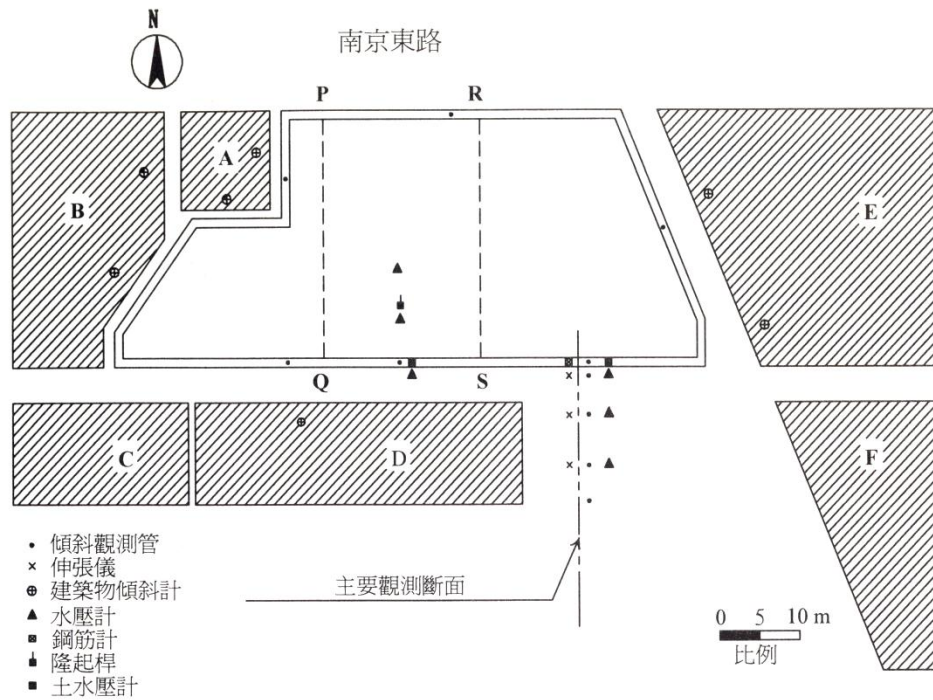 N
南京東路
P R
A
B
E
Q S
C D F
傾斜觀測管
伸張儀
建築物傾斜計
水壓計
鋼筋計
隆起桿
土水壓計
主要觀測斷面
0 5 10 m
比例